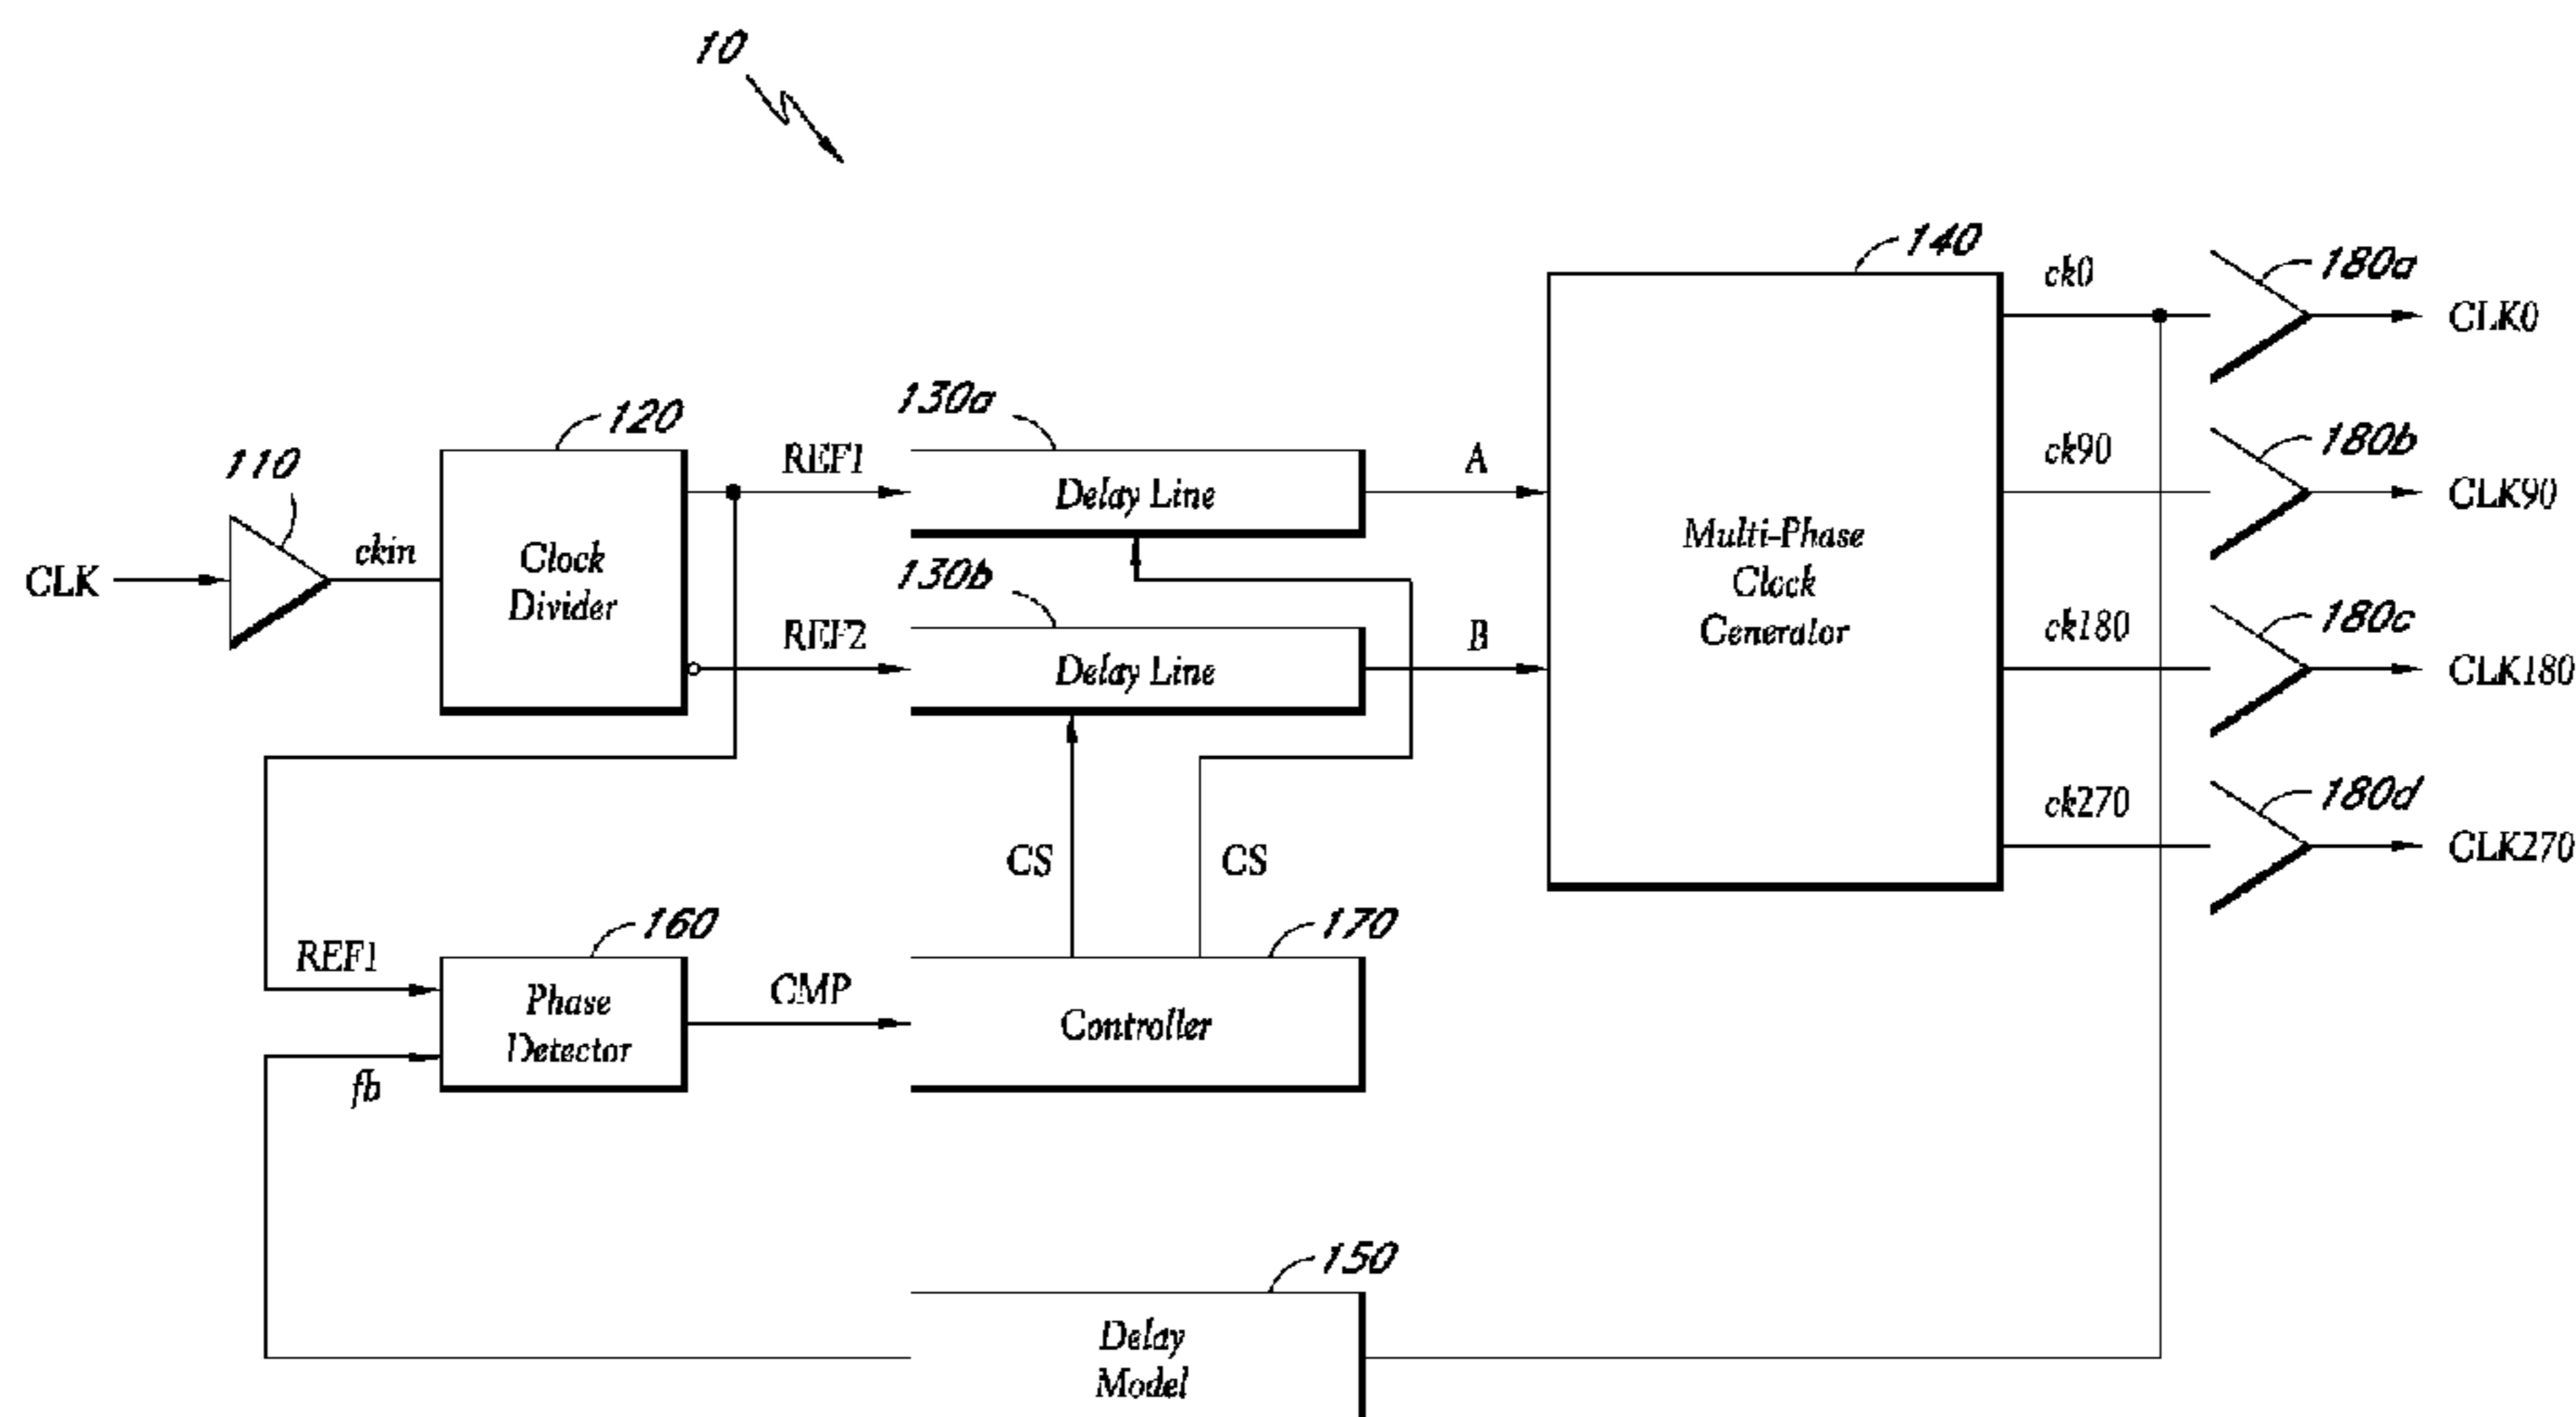 10
140
ck0
180a
CLK0
120
130a
REF1
Delay Line
A
ck90
180b
CLK90
110
CLK
ckin
Clock
Divider
130b
REF2
Delay Line
B
Multi-Phase
Clock
Generator
ck180
180c
CLK180
ck270
180d
CLK270
CS
CS
160
170
REF1
fb
Phase
Detector
CMP
Controller
150
Delay
Model